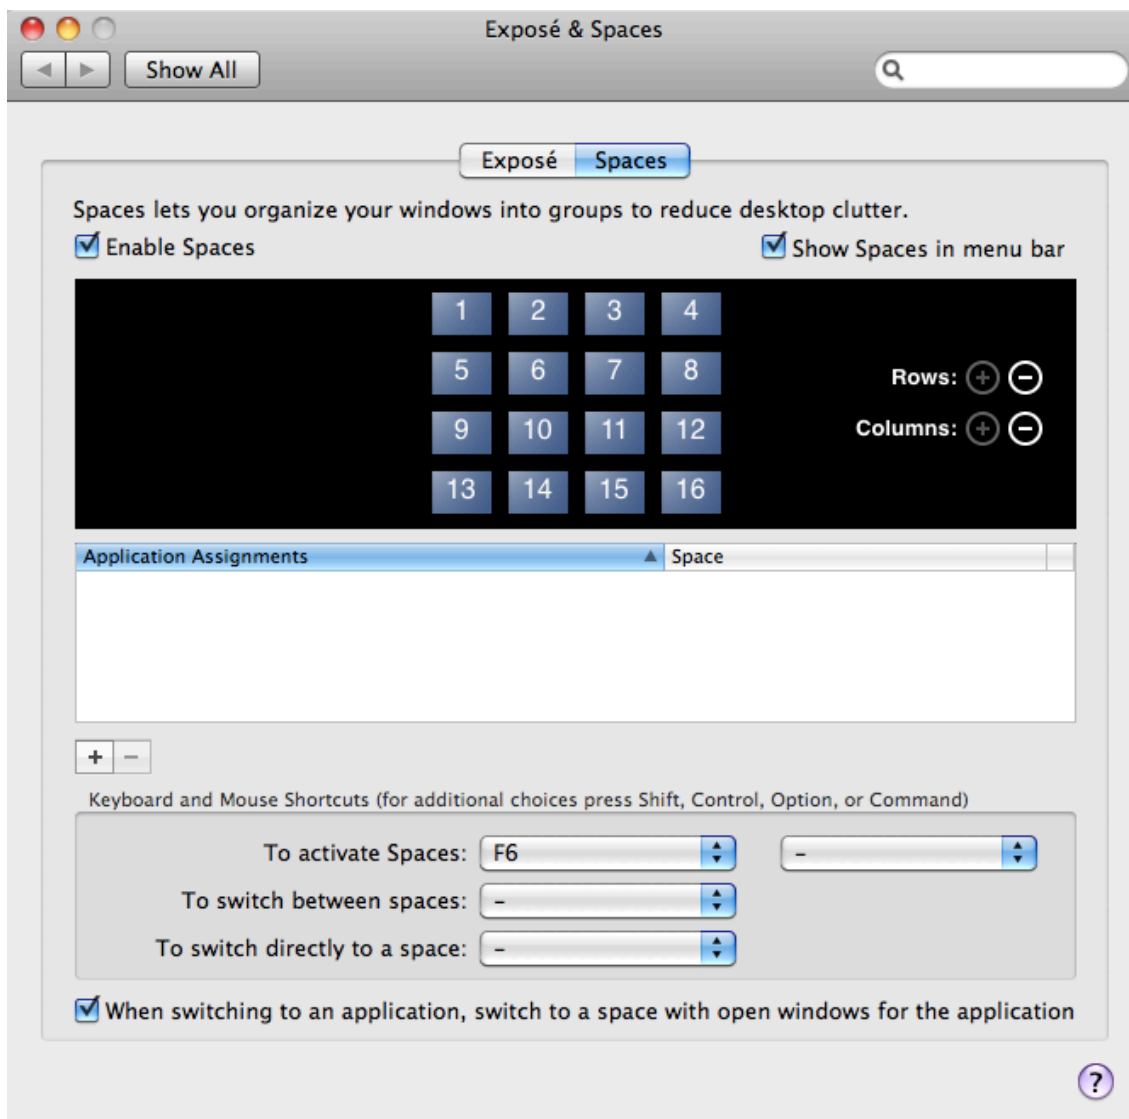 Exposé & Spaces
Show All
Exposé Spaces
Spaces lets you organize your windows into groups to reduce desktop clutter.
Enable Spaces Show Spaces in menu bar
1 2 3 4
5 6 7 8
Rows: + −
9 10 11 12
Columns: + −
13 14 15 16
Application Assignments Space
+ −
Keyboard and Mouse Shortcuts (for additional choices press Shift, Control, Option, or Command)
To activate Spaces: F6 –
To switch between spaces: –
To switch directly to a space: –
When switching to an application, switch to a space with open windows for the application
?